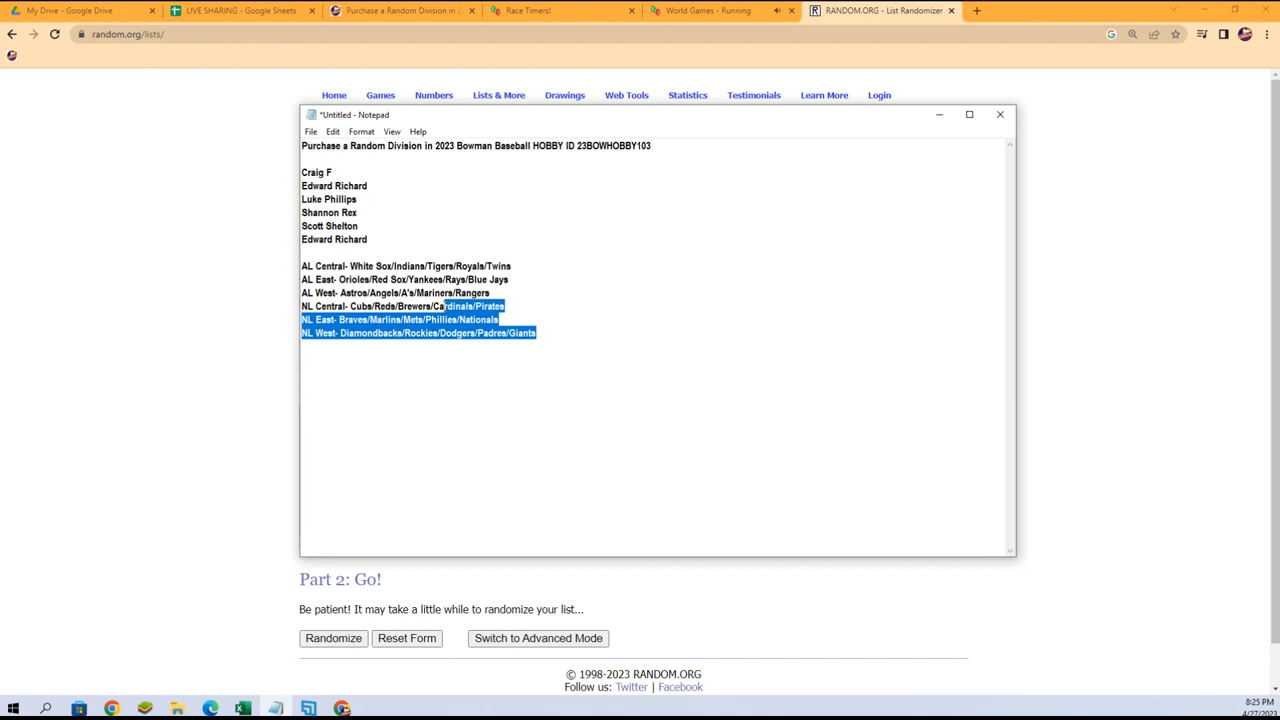 My Drive - Google Drive
LIVE SHARING - Google Sheets
Purchase a Random Division in 2
Race Timers!
World Games - Running
RANDOM.ORG - List Randomizer
random.org/lists/
Home Games Numbers Lists & More Drawings Web Tools Statistics Testimonials Learn More Login
*Untitled - Notepad
File Edit Format View Help
Purchase a Random Division in 2023 Bowman Baseball HOBBY ID 23BOWHOBBY103
Craig F
Edward Richard
Luke Phillips
Shannon Rex
Scott Shelton
Edward Richard
AL Central- White Sox/Indians/Tigers/Royals/Twins
AL East- Orioles/Red Sox/Yankees/Rays/Blue Jays
AL West- Astros/Angels/A's/Mariners/Rangers
NL Central- Cubs/Reds/Brewers/Cardinals/Pirates
NL East- Braves/Marlins/Mets/Phillies/Nationals
NL West- Diamondbacks/Rockies/Dodgers/Padres/Giants
Part 2: Go!
Be patient! It may take a little while to randomize your list...
Randomize Reset Form Switch to Advanced Mode
© 1998-2023 RANDOM.ORG
Follow us: Twitter | Facebook
8:25 PM
4/27/2023